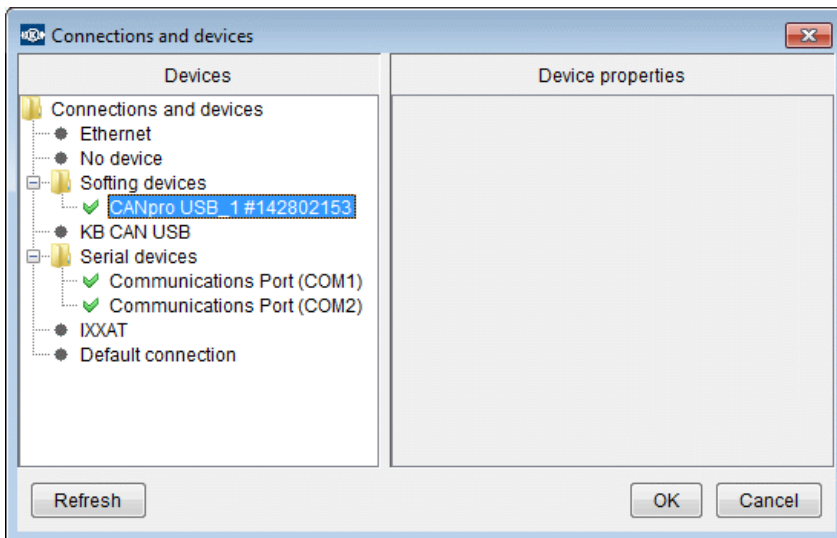 Connections and devices
Devices
Device properties
Connections and devices
Ethernet
No device
Softing devices
CANpro USB_1 #142802153
KB CAN USB
Serial devices
Communications Port (COM1)
Communications Port (COM2)
IXXAT
Default connection
Refresh
OK
Cancel